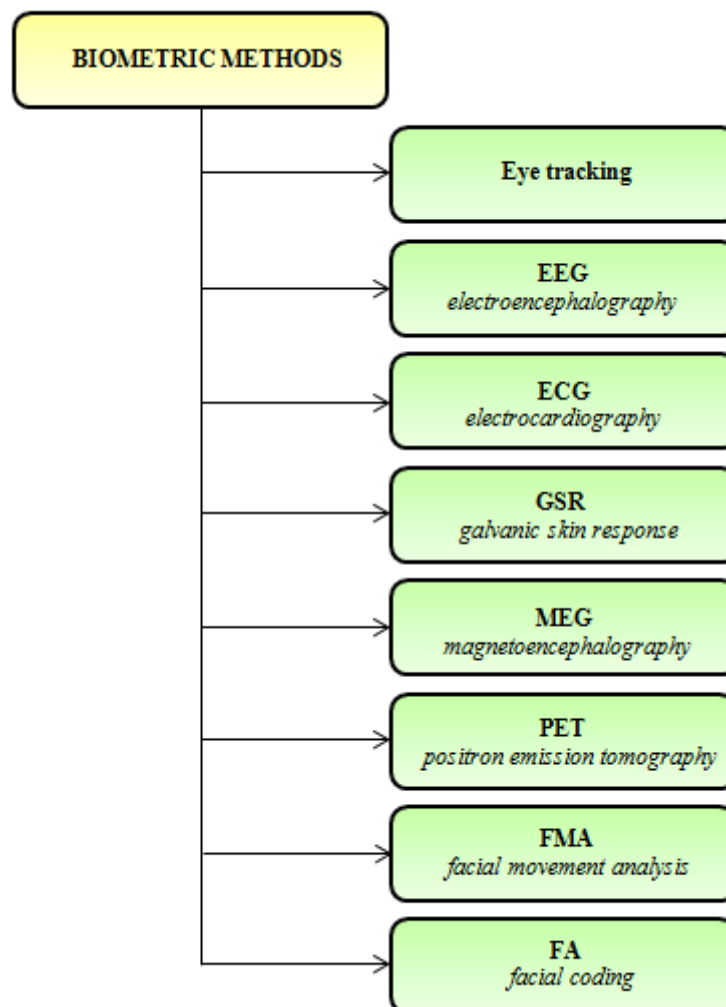 BIOMETRIC METHODS
Eye tracking
EEG
electroencephalography
ECG
electrocardiography
GSR
galvanic skin response
MEG
magnetoencephalography
PET
positron emission tomography
FMA
facial movement analysis
FA
facial coding